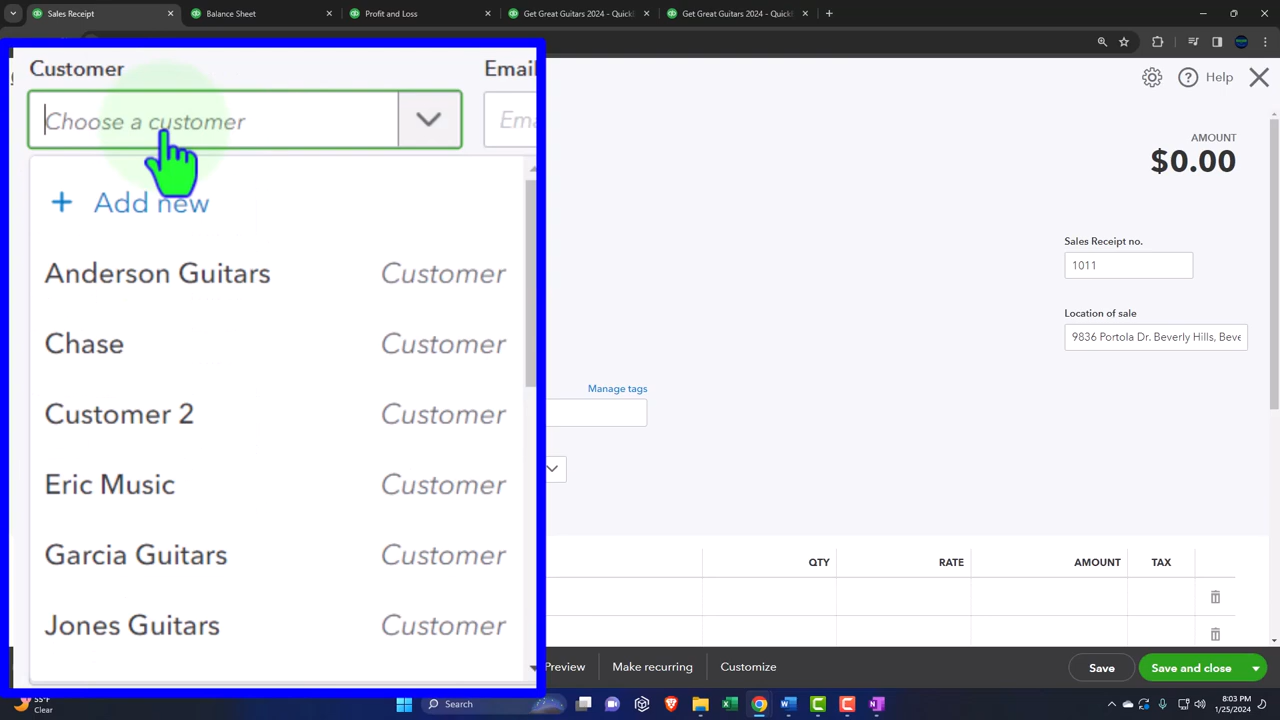 Sales Receipt
Balance Sheet
Profit and Loss
Get Great Guitars 2024 - Quick
Get Great Guitars 2024 - Quick
Customer
Email
Choose a customer
Em
+ Add new
Anderson Guitars Customer
Chase Customer
Customer 2 Customer
Eric Music Customer
Garcia Guitars Customer
Jones Guitars Customer
Help
AMOUNT
$0.00
Sales Receipt no.
1011
Location of sale
9836 Portola Dr. Beverly Hills, Beve
Manage tags
QTY RATE AMOUNT TAX
Preview Make recurring Customize Save Save and close
55°F
Clear
Search
8:03 PM
1/25/2024